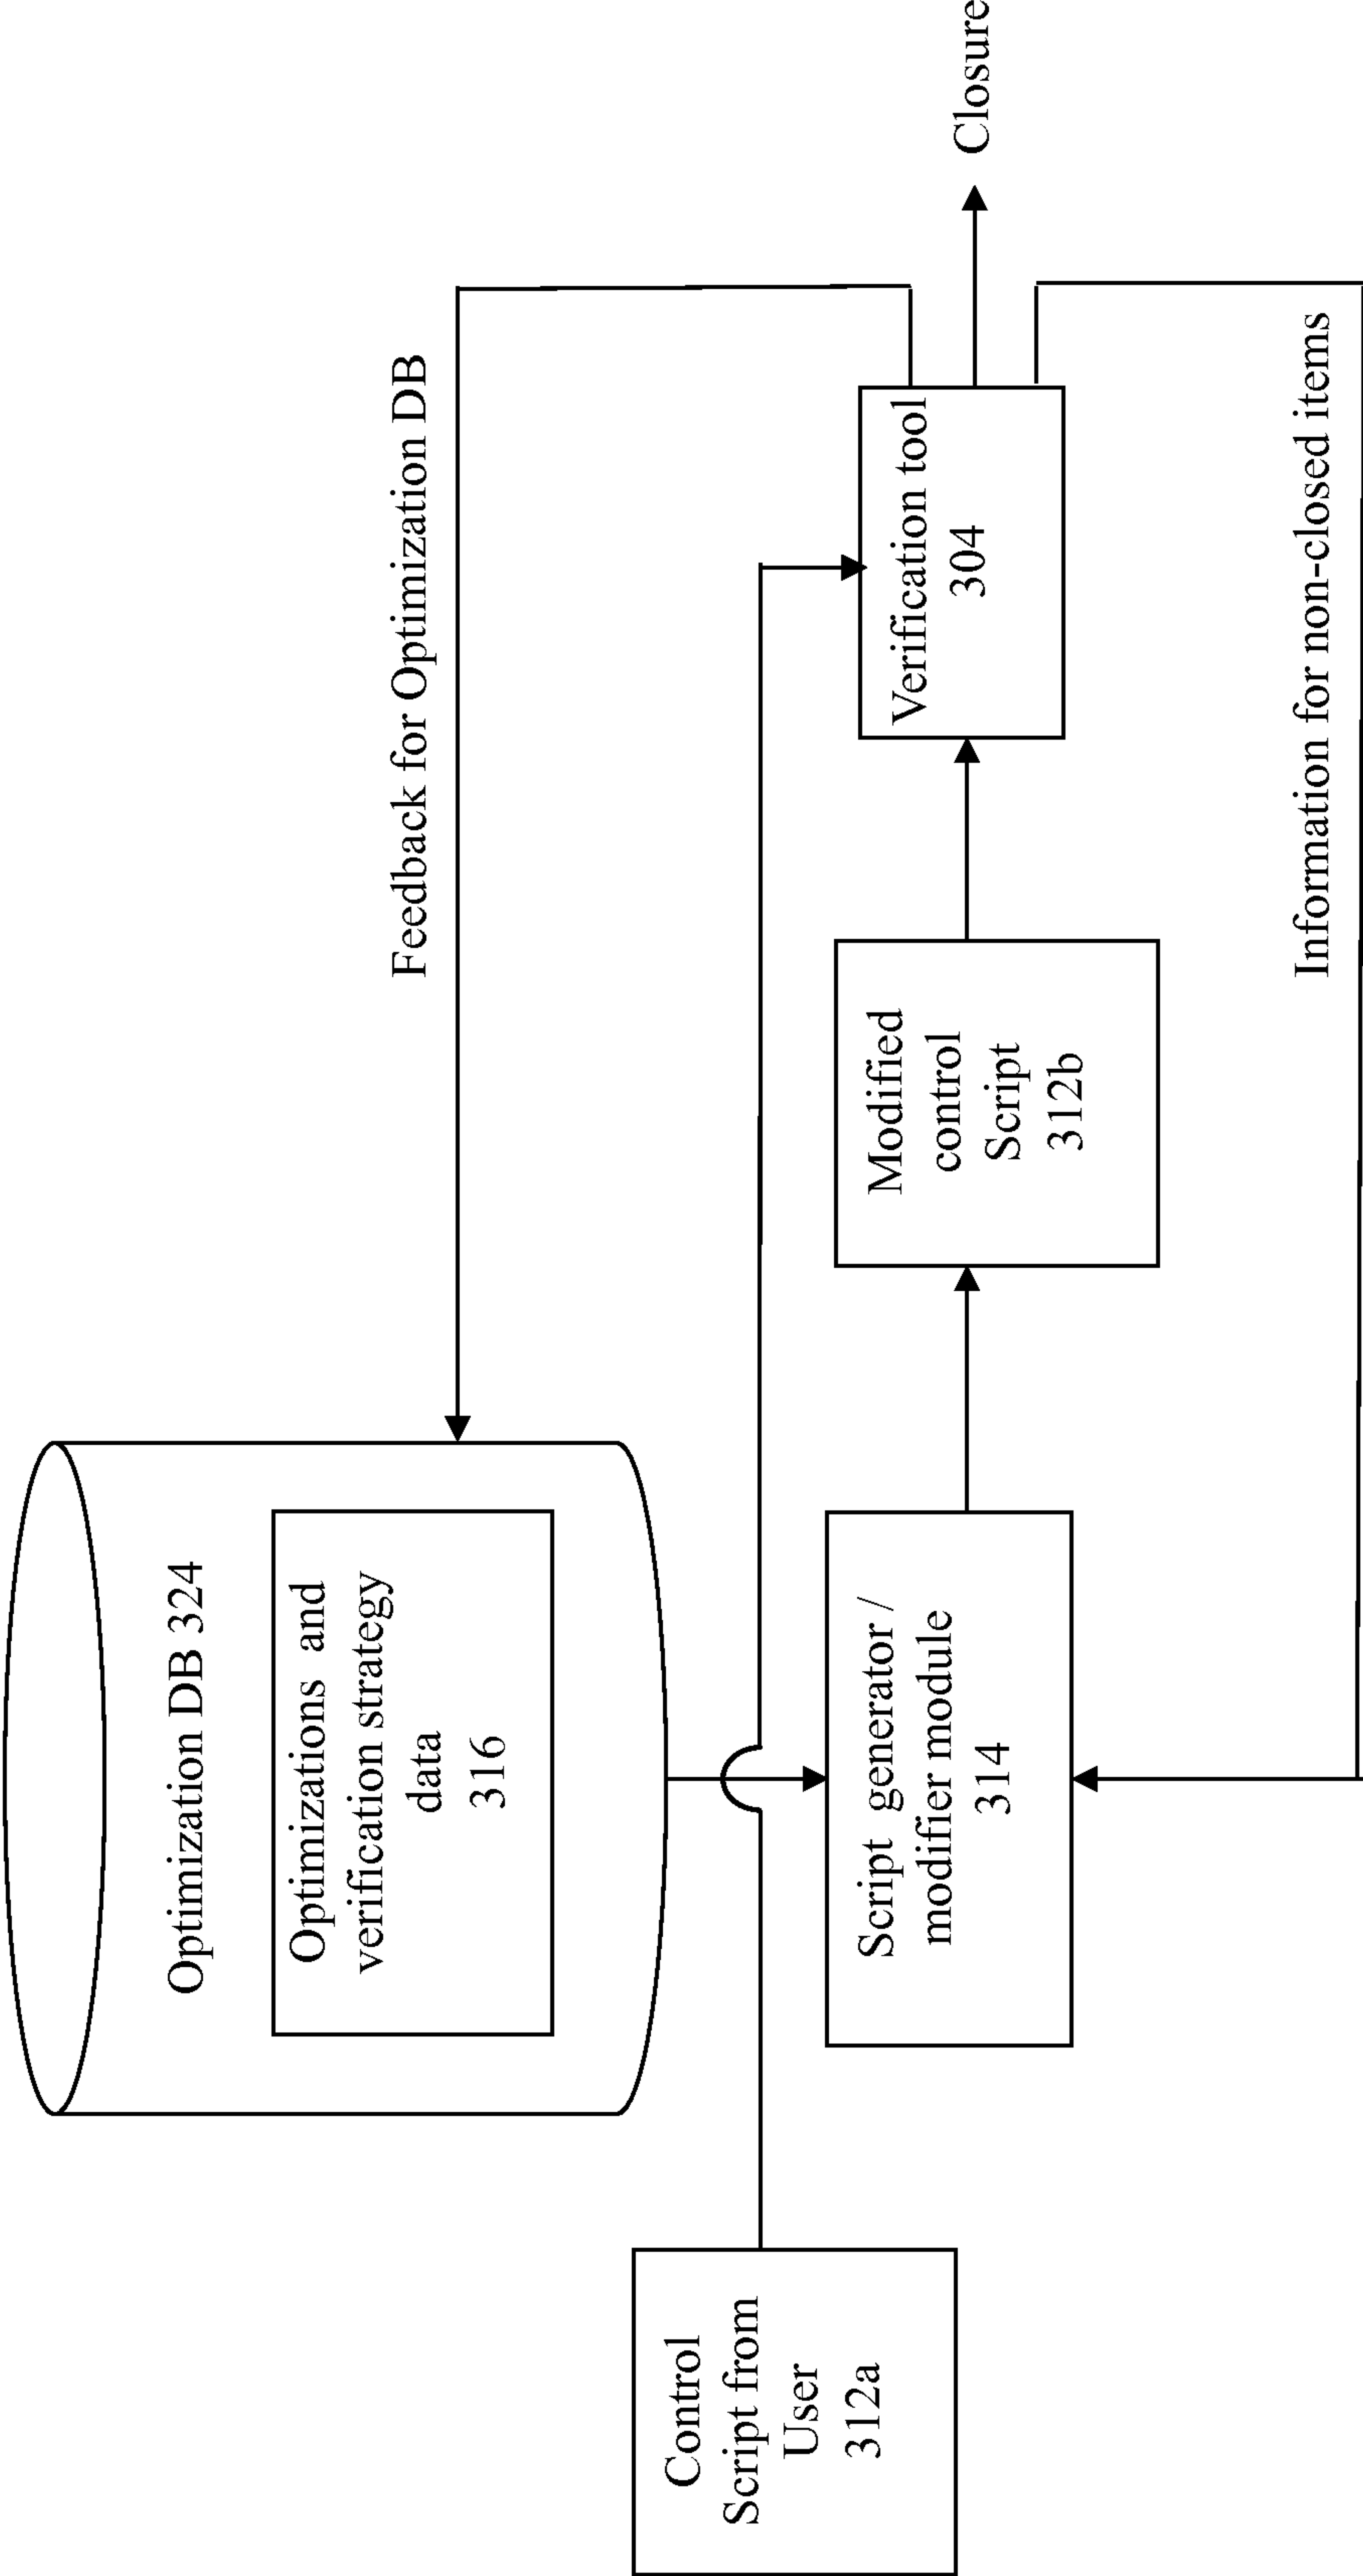 Optimization DB 324
Optimizations and
verification strategy
data
316
Feedback for Optimization DB
Control
Script from
User
312a
Script generator /
modifier module
314
Modified
control
Script
312b
Verification tool
304
Closure
Information for non-closed items